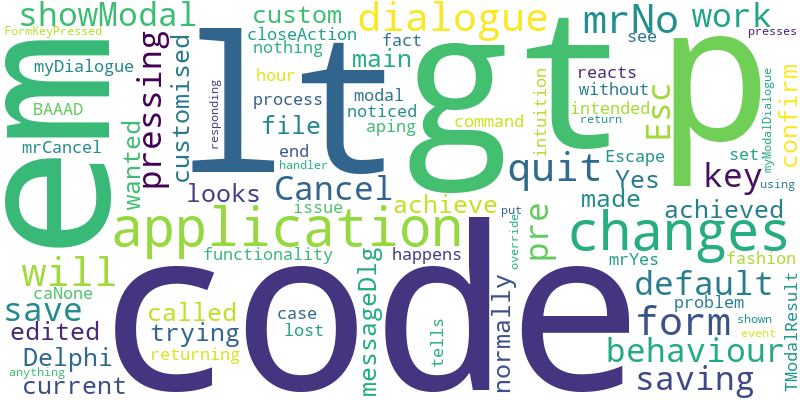 showModal
FormKeyPressed
myDialogue
BAAAD
mrCancel
em
pressing
customised
wanted
custom
closeAction
nothing
hour
process
file
end
handler
looks
Cancel
issue
responding
lt
main
modal
noticed
aping
fact
dialogue
command
achieve
gt
intuition
mrNo
work
see
presses
reacts
without
intended
return
Esc
Escape
Yes
made
quit
p
key
set
confirm
myModalDialogue
using
achieved
application
will
caNone
save
edited
Delphi
current
anything
functionality
called
trying
returning
case
lost
code
happens
messageDlg
tells
normally
put
override
pre
changes
mrYes
fashion
default
problem
form
shown
event
behaviour
saving
TModalResult